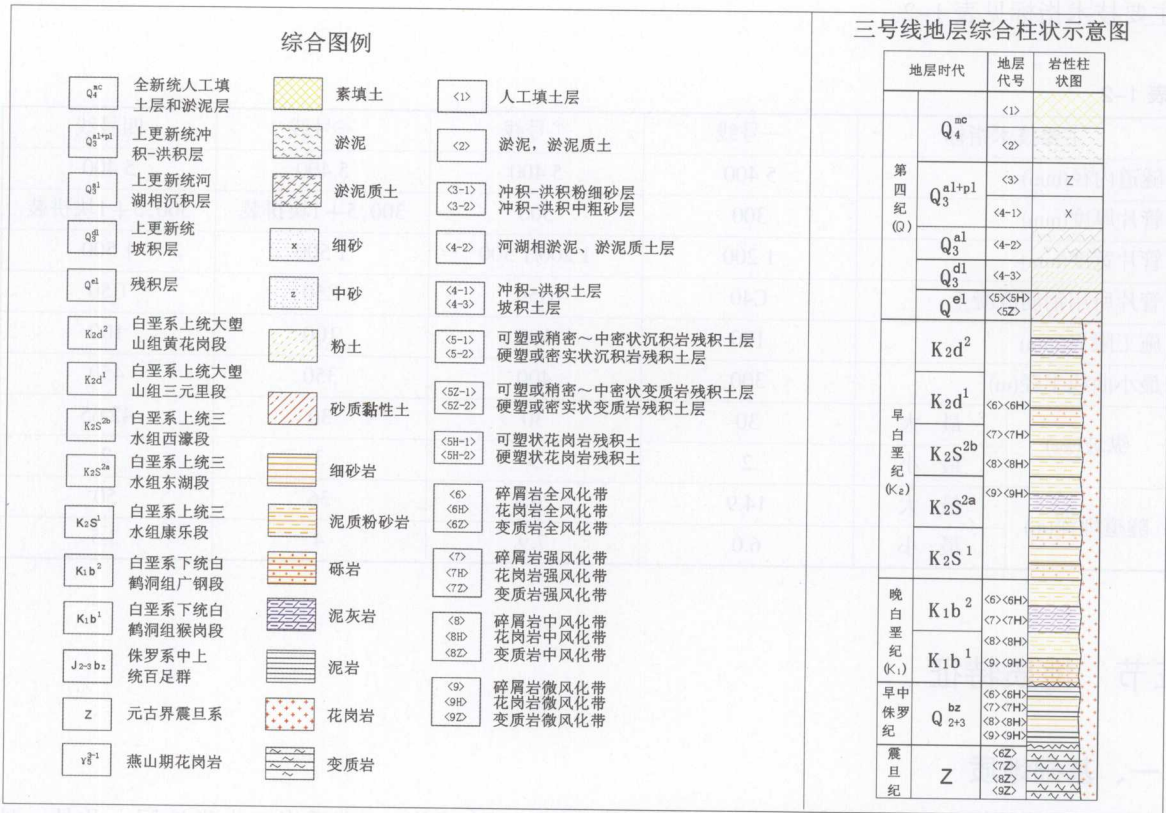 综合图例
Q₄ᵐᶜ 全新统人工填
土层和淤泥层
Q₃ᵃˡ⁺ᵖˡ 上更新统冲
积-洪积层
Q₃ᵃˡ 上更新统河
湖相沉积层
Q₃ᵈˡ 上更新统
坡积层
Qᵉˡ 残积层
K₂d² 白垩系上统大塱
山组黄花岗段
K₂d¹ 白垩系上统大塱
山组三元里段
K₂S²ᵇ 白垩系上统三
水组西濠段
K₂S²ᵃ 白垩系上统三
水组东湖段
K₂S¹ 白垩系上统三
水组康乐段
K₁b² 白垩系下统白
鹤洞组广钢段
K₁b¹ 白垩系下统白
鹤洞组猴岗段
J₂₋₃bz 侏罗系中上
统百足群
Z 元古界震旦系
燕山期花岗岩
素填土
淤泥
淤泥质土
x 细砂
z 中砂
粉土
砂质黏性土
细砂岩
泥质粉砂岩
砾岩
泥灰岩
泥岩
花岗岩
变质岩
<1> 人工填土层
<2> 淤泥,淤泥质土
<3-1> 冲积-洪积粉细砂层
<3-2> 冲积-洪积中粗砂层
<4-2> 河湖相淤泥、淤泥质土层
<4-1> 冲积-洪积土层
<4-3> 坡积土层
<5-1> 可塑或稍密~中密状沉积岩残积土层
<5-2> 硬塑或密实状沉积岩残积土层
<5Z-1> 可塑或稍密~中密状变质岩残积土层
<5Z-2> 硬塑或密实状变质岩残积土层
<5H-1> 可塑状花岗岩残积土
<5H-2> 硬塑状花岗岩残积土
<6> 碎屑岩全风化带
<6H> 花岗岩全风化带
<6Z> 变质岩全风化带
<7> 碎屑岩强风化带
<7H> 花岗岩强风化带
<7Z> 变质岩强风化带
<8> 碎屑岩中风化带
<8H> 花岗岩中风化带
<8Z> 变质岩中风化带
<9> 碎屑岩微风化带
<9H> 花岗岩微风化带
<9Z> 变质岩微风化带
三号线地层综合柱状示意图
地层时代 地层代号 岩性柱状图
第四纪(Q)
Q₄ᵐᶜ <1>
<2>
Q₃ᵃˡ⁺ᵖˡ <3> Z
<4-1> X
Q₃ᵃˡ <4-2>
Q₃ᵈˡ <4-3>
Qᵉˡ <5><5H>
<5Z>
早白垩纪(K₂)
K₂d²
K₂d¹ <6><6H>
<7><7H>
K₂S²ᵇ <8><8H>
K₂S²ᵃ <9><9H>
K₂S¹
晚白垩纪(K₁)
K₁b² <6><6H>
<7><7H>
K₁b¹ <8><8H>
<9><9H>
早中侏罗纪
Q₂₊₃ᵇᶻ <6><6H>
<7><7H>
<8><8H>
<9><9H>
震旦纪
Z <6Z>
<7Z>
<8Z>
<9Z>